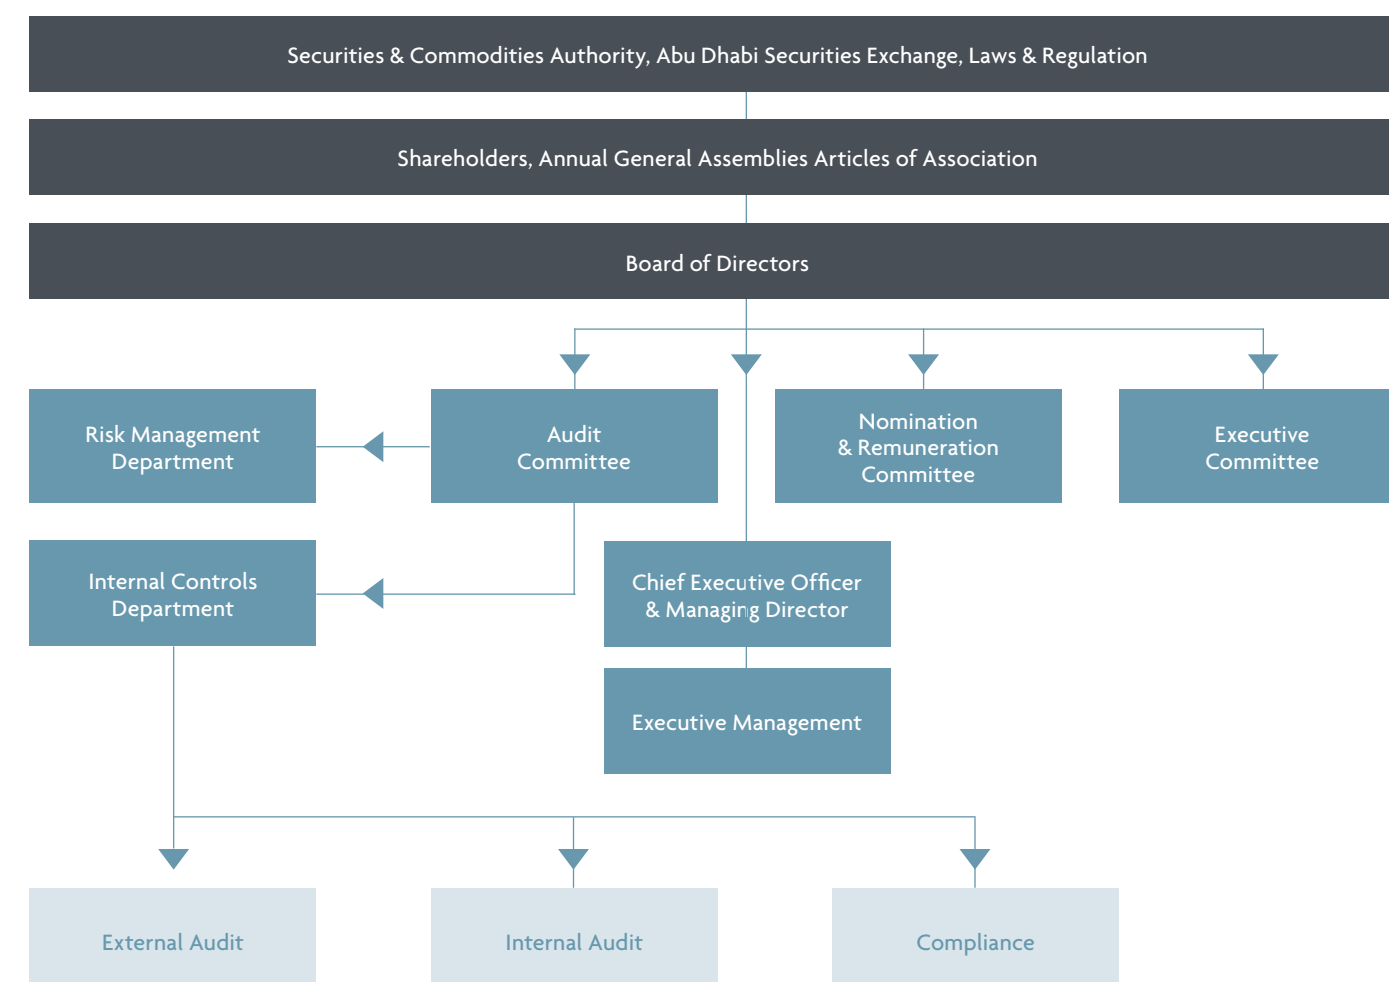 Securities & Commodities Authority, Abu Dhabi Securities Exchange, Laws & Regulation
Shareholders, Annual General Assemblies Articles of Association
Board of Directors
Risk Management
Department
Audit
Committee
Nomination
& Remuneration
Committee
Executive
Committee
Internal Controls
Department
Chief Executive Officer
& Managing Director
Executive Management
External Audit
Internal Audit
Compliance